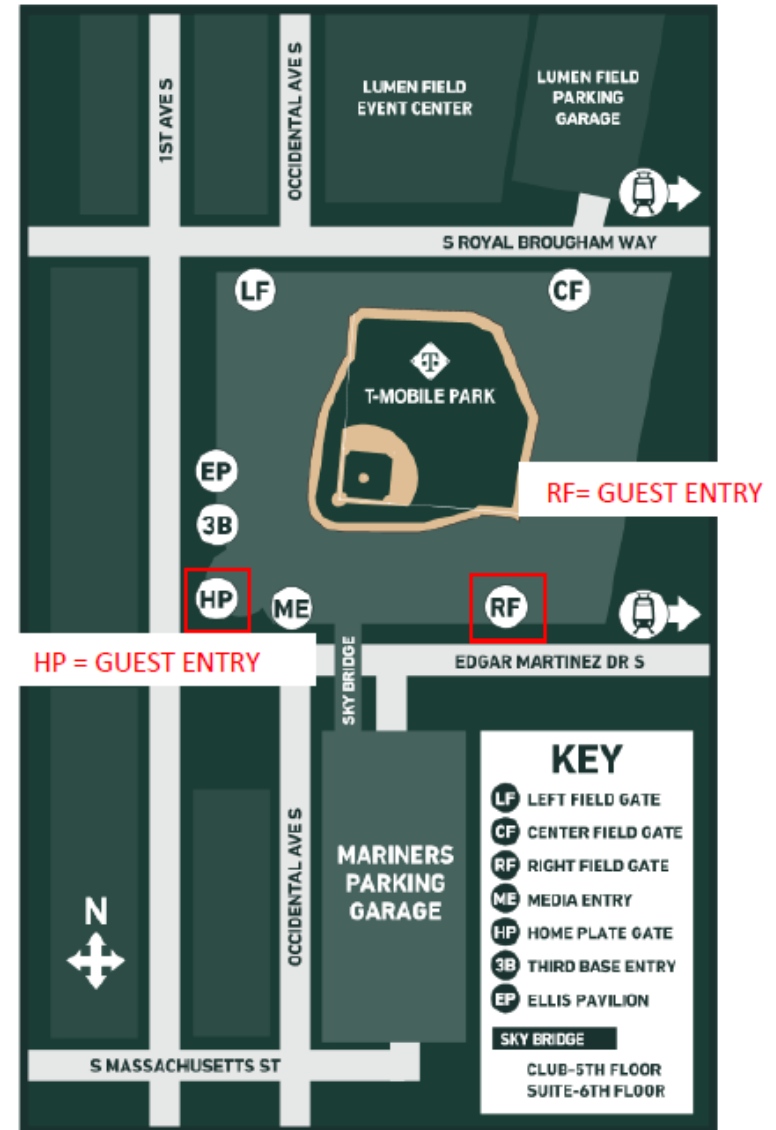 1ST AVE S
OCCIDENTAL AVE S
LUMEN FIELD
EVENT CENTER
LUMEN FIELD
PARKING
GARAGE
S ROYAL BROUGHAM WAY
LF
CF
T
T-MOBILE PARK
EP
RF= GUEST ENTRY
3B
HP
ME
RF
HP = GUEST ENTRY
SKY BRIDGE
EDGAR MARTINEZ DR S
OCCIDENTAL AVE S
MARINERS
PARKING
GARAGE
N
S MASSACHUSETTS ST
KEY
LF LEFT FIELD GATE
CF CENTER FIELD GATE
RF RIGHT FIELD GATE
ME MEDIA ENTRY
HP HOME PLATE GATE
3B THIRD BASE ENTRY
EP ELLIS PAVILION
SKY BRIDGE
CLUB-5TH FLOOR
SUITE-6TH FLOOR